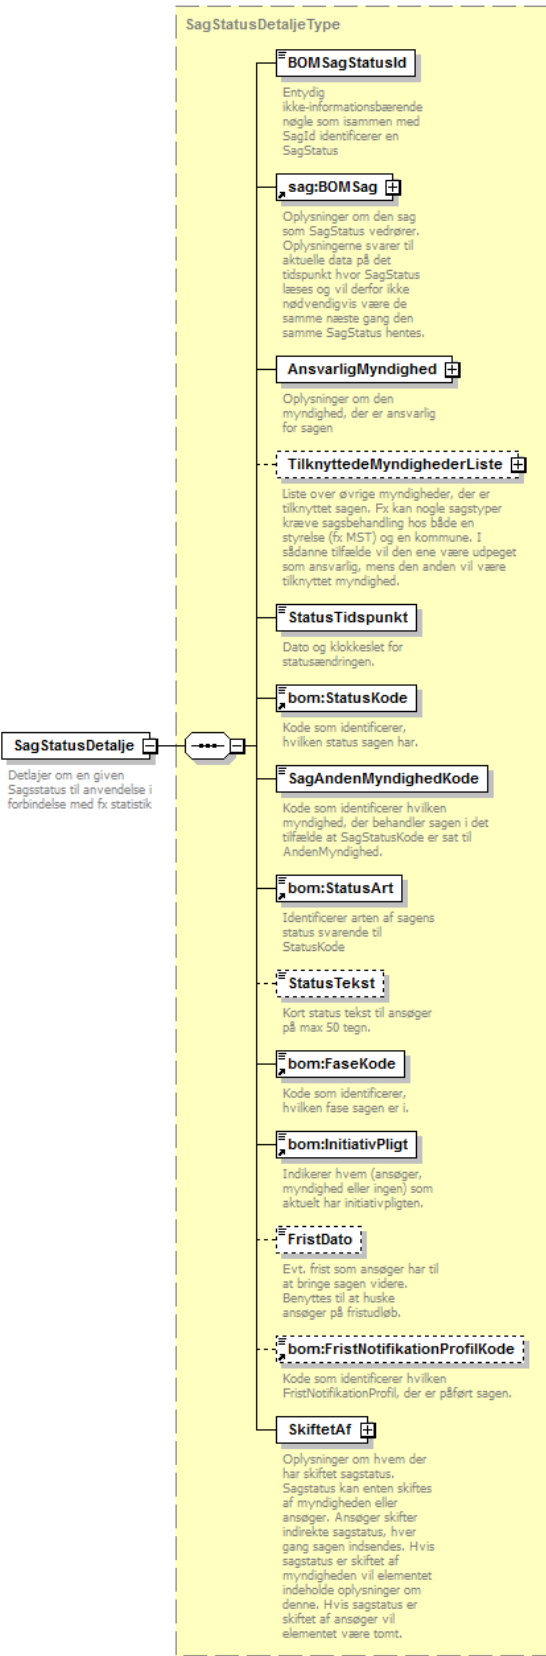 SagStatusDetaljeType
BOMSagStatusId
Entydig
ikke-informationsbærende
nøgle som isammen med
SagId identificerer en
SagStatus
sag:BOMSag
Oplysninger om den sag
som SagStatus vedrører.
Oplysningerne svarer til
aktuelle data på det
tidspunkt hvor SagStatus
læses og vil derfor ikke
nødvendigvis være de
samme næste gang den
samme SagStatus hentes.
AnsvarligMyndighed
Oplysninger om den
myndighed, der er ansvarlig
for sagen
TilknyttedeMyndighederListe
Liste over øvrige myndigheder, der er
tilknyttet sagen. Fx kan nogle sagstyper
kræve sagsbehandling hos både en
styrelse (fx MST) og en kommune. I
sådanne tilfælde vil den ene være udpeget
som ansvarlig, mens den anden vil være
tilknyttet myndighed.
StatusTidspunkt
Dato og klokkeslet for
statusændringen.
bom:StatusKode
Kode som identificerer,
hvilken status sagen har.
SagStatusDetalje
Detlajer om en given
Sagsstatus til anvendelse i
forbindelse med fx statistik
SagAndenMyndighedKode
Kode som identificerer hvilken
myndighed, der behandler sagen i det
tilfælde at SagStatusKode er sat til
AndenMyndighed.
bom:StatusArt
Identificerer arten af sagens
status svarende til
StatusKode
StatusTekst
Kort status tekst til ansøger
på max 50 tegn.
bom:FaseKode
Kode som identificerer,
hvilken fase sagen er i.
bom:InitiativPligt
Indikerer hvem (ansøger,
myndighed eller ingen) som
aktuelt har initiativpligten.
FristDato
Evt. frist som ansøger har til
at bringe sagen videre.
Benyttes til at huske
ansøger på fristudløb.
bom:FristNotifikationProfilKode
Kode som identificerer hvilken
FristNotifikationProfil, der er påført sagen.
SkiftetAf
Oplysninger om hvem der
har skiftet sagstatus.
Sagstatus kan enten skiftes
af myndigheden eller
ansøger. Ansøger skifter
indirekte sagstatus, hver
gang sagen indsendes. Hvis
sagstatus er skiftet af
myndigheden vil elementet
indeholde oplysninger om
denne. Hvis sagstatus er
skiftet af ansøger vil
elementet være tomt.